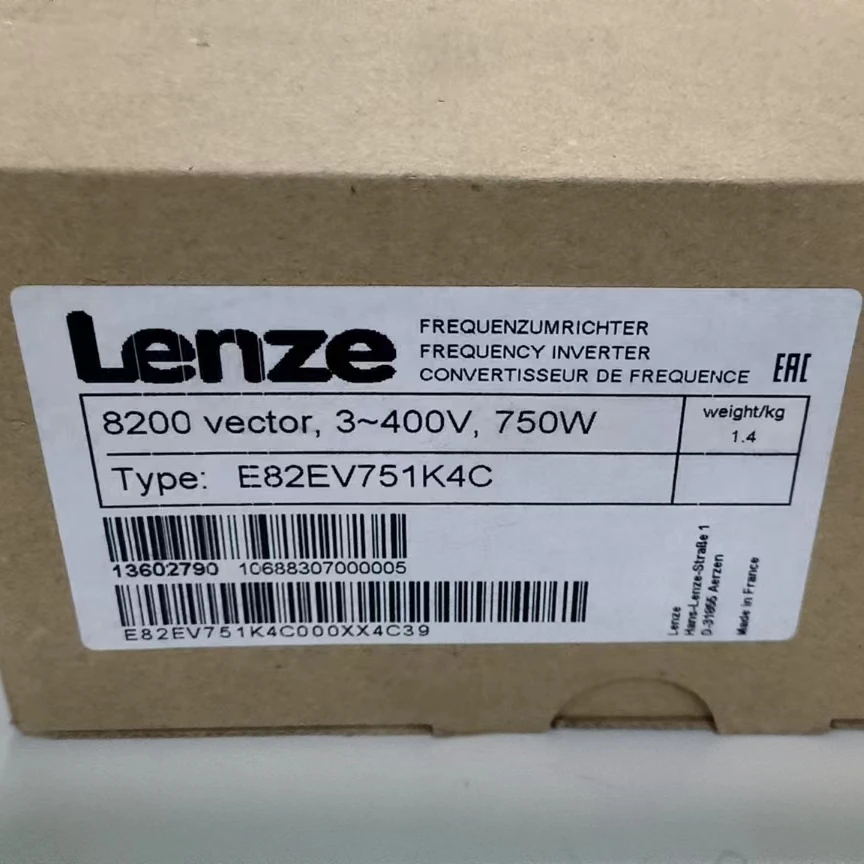 Lenze
FREQUENZUMRICHTER
FREQUENCY INVERTER
CONVERTISSEUR DE FREQUENCE
EAC
8200 vector, 3~400V, 750W
weight/kg
1.4
Type: E82EV751K4C
13602790 10688307000005
E82EV751K4C000XX4C39
Lenze
Hans-Lenze-Straße 1
D-31855 Aerzen
Made in France